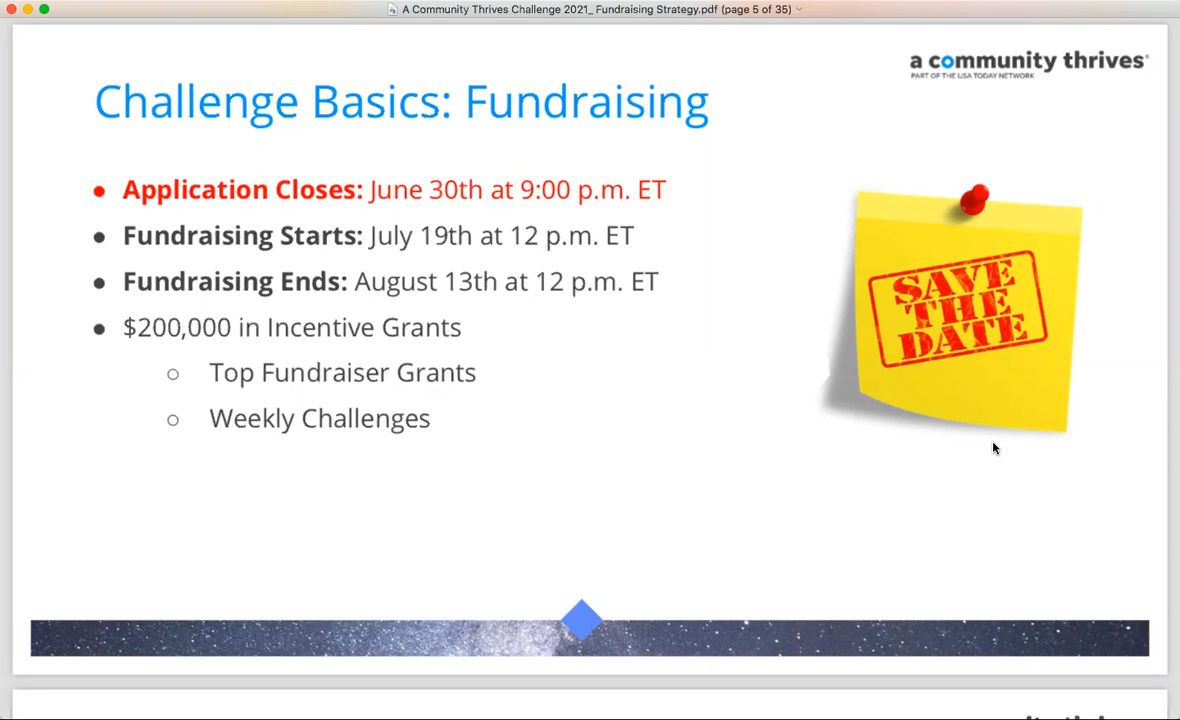 A Community Thrives Challenge 2021_ Fundraising Strategy.pdf (page 5 of 35)
a community thrives
PART OF THE USA TODAY NETWORK
Challenge Basics: Fundraising
● Application Closes: June 30th at 9:00 p.m. ET
● Fundraising Starts: July 19th at 12 p.m. ET
● Fundraising Ends: August 13th at 12 p.m. ET
● $200,000 in Incentive Grants
○ Top Fundraiser Grants
○ Weekly Challenges
SAVE
THE
DATE